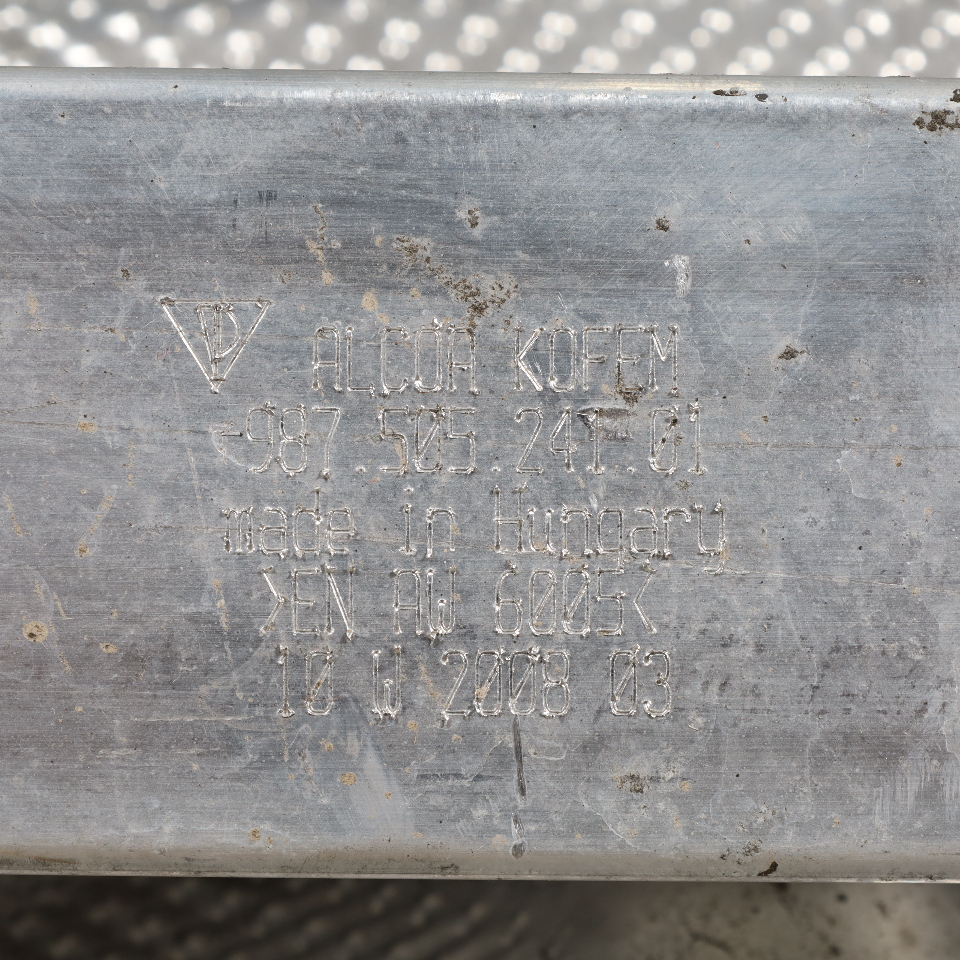 P ALCOA KOFEM
-987.505.241.01
made in Hungary
>EN AW 6005<
10 W 2008 03